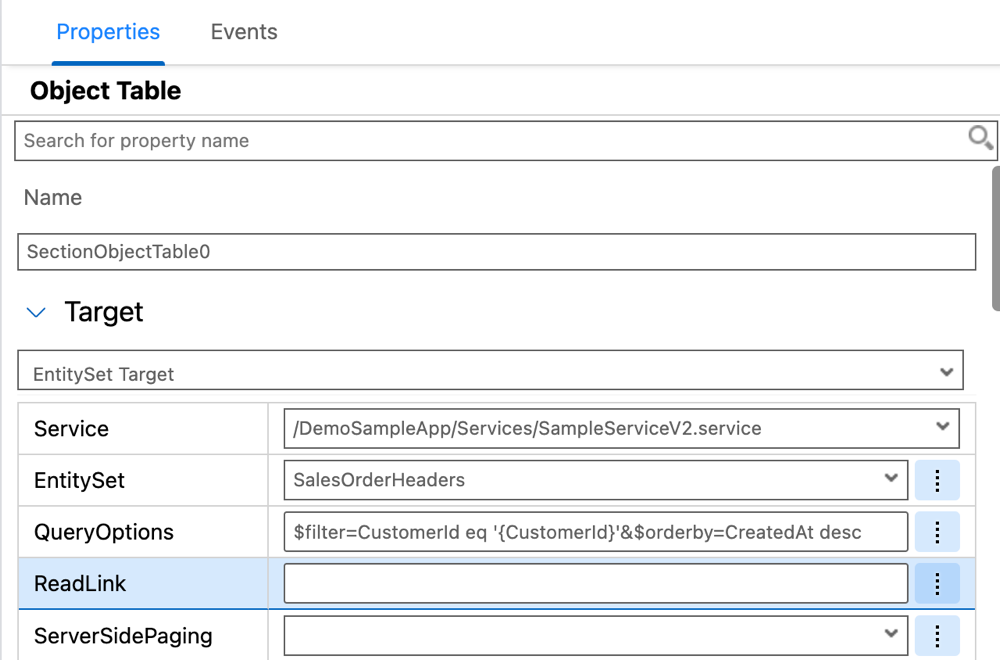 Properties Events
Object Table
Search for property name
Name
SectionObjectTable0
Target
EntitySet Target
Service /DemoSampleApp/Services/SampleServiceV2.service
EntitySet SalesOrderHeaders
QueryOptions $filter=CustomerId eq '{CustomerId}'&$orderby=CreatedAt desc
ReadLink
ServerSidePaging